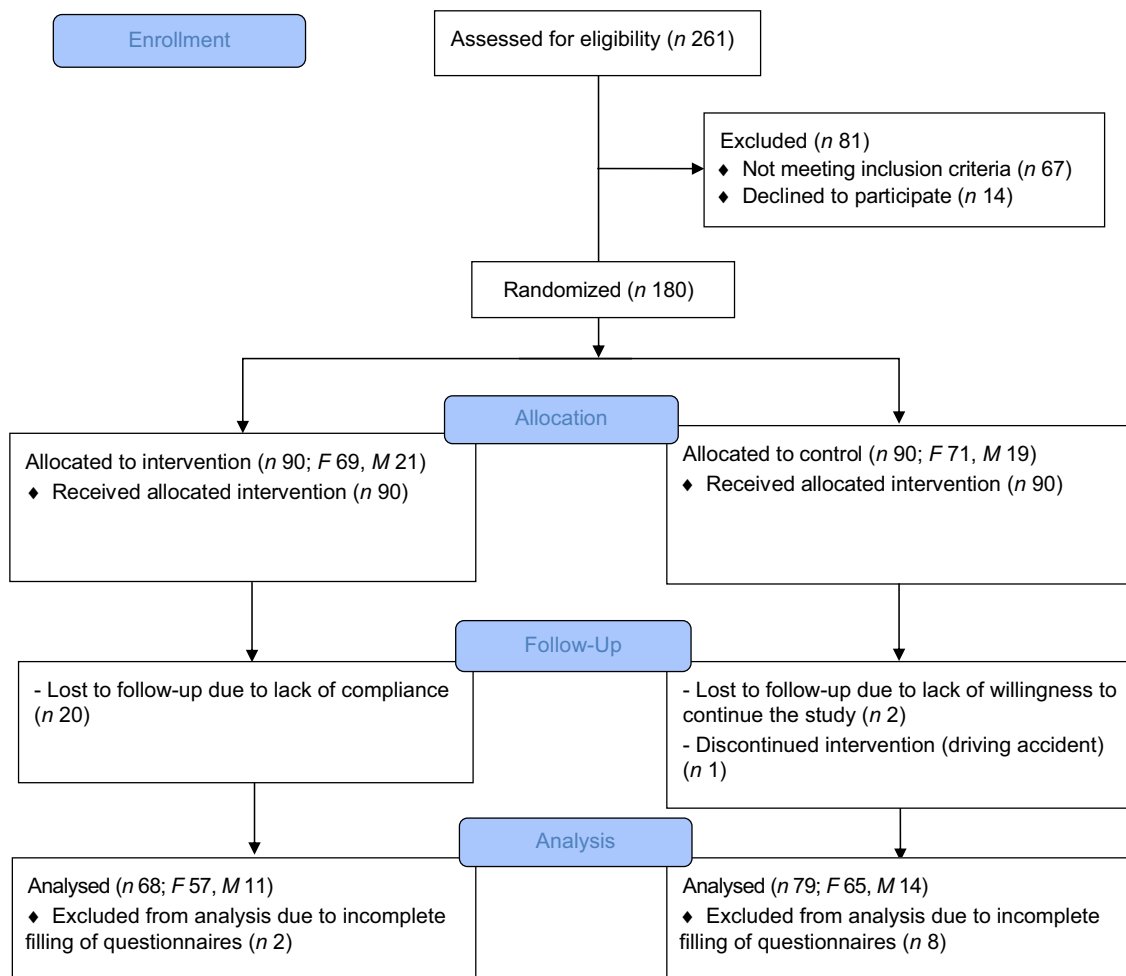 Enrollment
Assessed for eligibility (n 261)
Excluded (n 81)
♦ Not meeting inclusion criteria (n 67)
♦ Declined to participate (n 14)
Randomized (n 180)
Allocation
Allocated to intervention (n 90; F 69, M 21)
♦ Received allocated intervention (n 90)
Allocated to control (n 90; F 71, M 19)
♦ Received allocated intervention (n 90)
Follow-Up
- Lost to follow-up due to lack of compliance
(n 20)
- Lost to follow-up due to lack of willingness to
continue the study (n 2)
- Discontinued intervention (driving accident)
(n 1)
Analysis
Analysed (n 68; F 57, M 11)
♦ Excluded from analysis due to incomplete
filling of questionnaires (n 2)
Analysed (n 79; F 65, M 14)
♦ Excluded from analysis due to incomplete
filling of questionnaires (n 8)